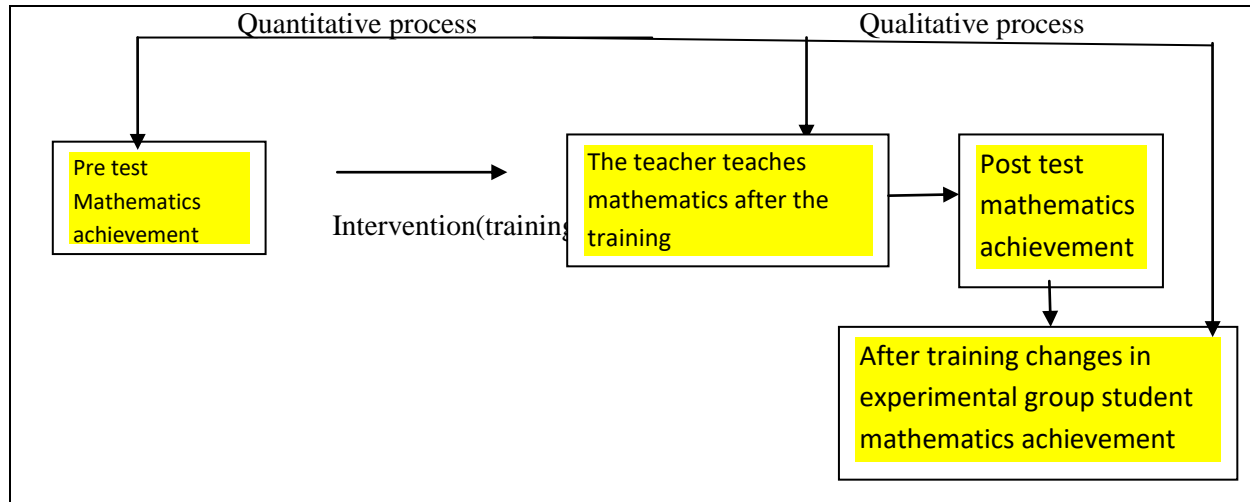 Quantitative process
Qualitative process
Pre test
Mathematics
achievement
Intervention(training
The teacher teaches
mathematics after the
training
Post test
mathematics
achievement
After training changes in
experimental group student
mathematics achievement